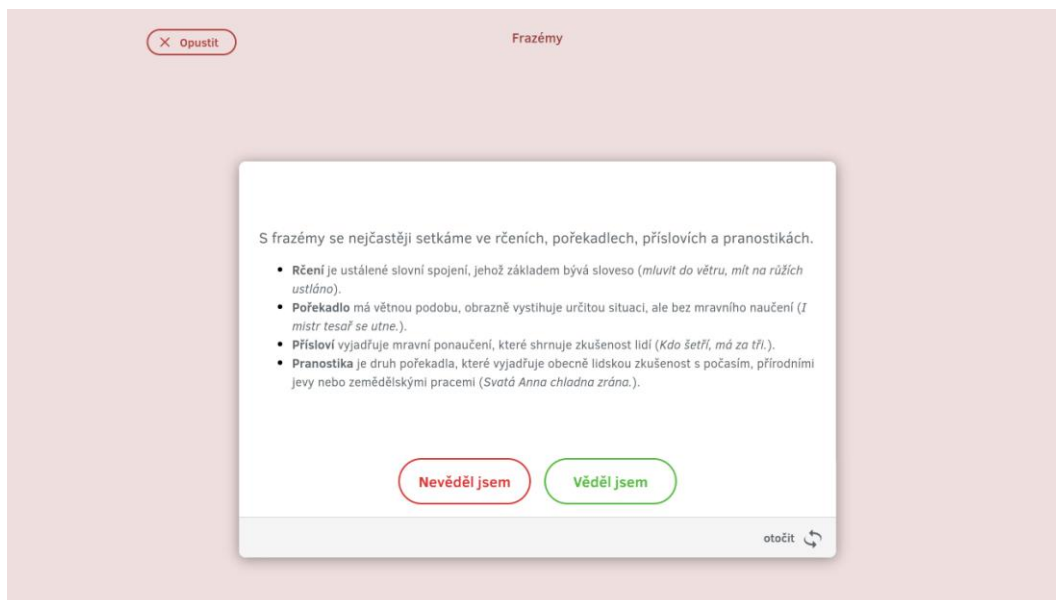 Opustit
Frazémy
S frazémy se nejčastěji setkáme ve rčeních, pořekadlech, příslovích a pranostikách.
• Rčení je ustálené slovní spojení, jehož základem bývá sloveso (mluvit do větru, mít na růžích
ustláno).
• Pořekadlo má větnou podobu, obrazně vystihuje určitou situaci, ale bez mravního naučení (I
mistr tesař se utne.).
• Přísloví vyjadřuje mravní ponaučení, které shrnuje zkušenost lidí (Kdo šetří, má za tři.).
• Pranostika je druh pořekadla, které vyjadřuje obecně lidskou zkušenost s počasím, přírodními
jevy nebo zemědělskými pracemi (Svatá Anna chladna zrána.).
Nevěděl jsem
Věděl jsem
otočit